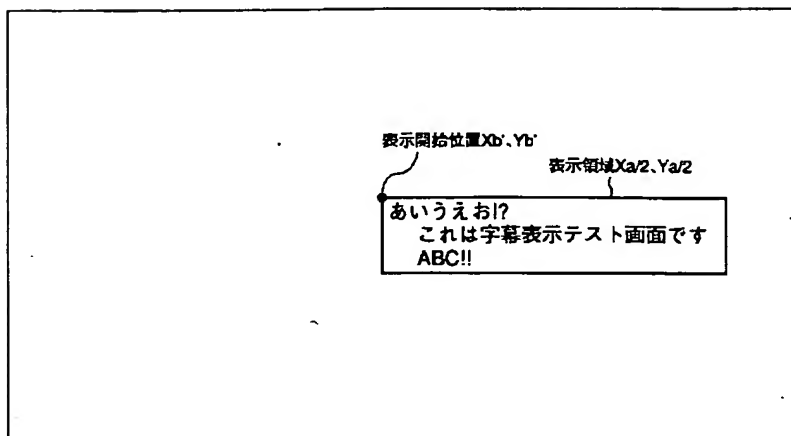 表示開始位置Xb'、Yb'
表示領域Xa/2、Ya/2
あいうえお!?
これは字幕表示テスト画面です
ABC!!